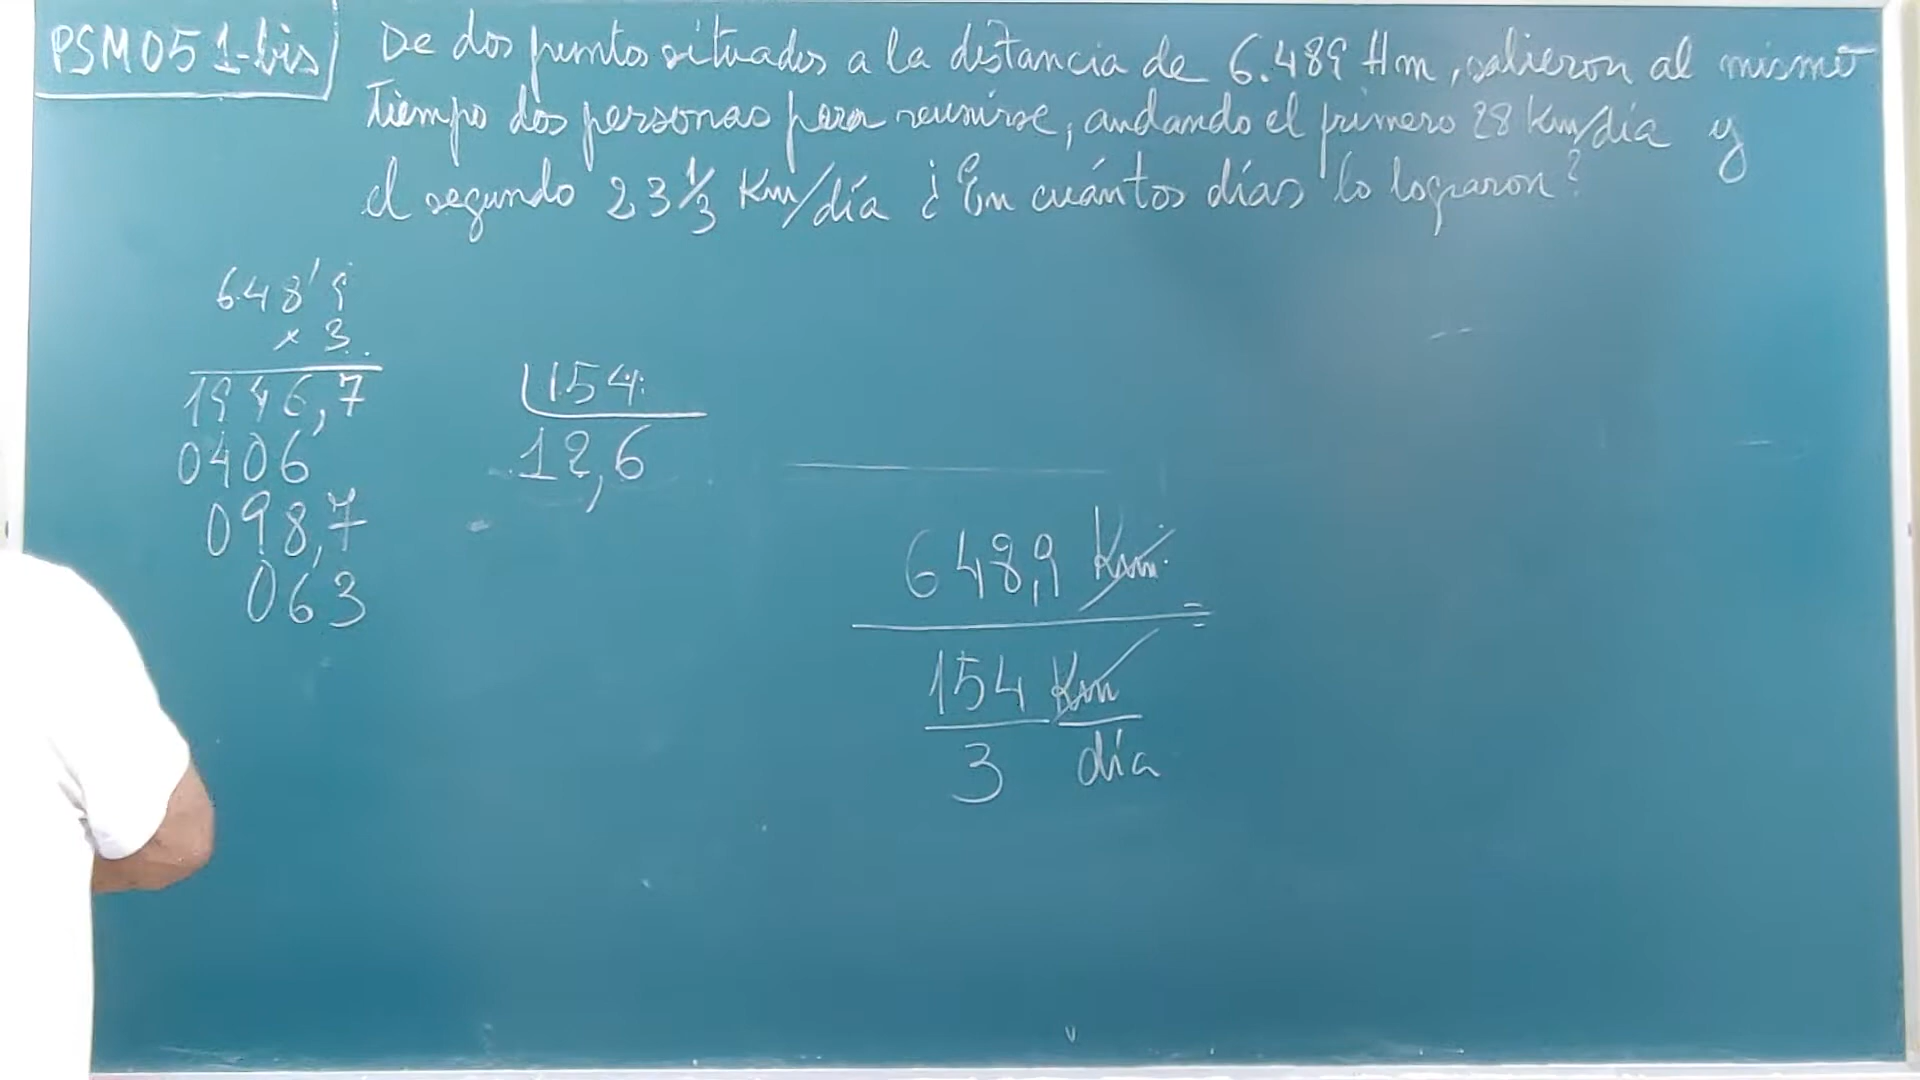 PSM05 1-bis
De dos puntos situados a la distancia de 6.489 Hm, salieron al mismo
tiempo dos personas para reunirse, andando el primero 28 Km/día y
el segundo 23 1/3 Km/día ¿En cuántos días lo lograron?
648'9
x 3
1946,7 154
0406 12,6
098,7
063
648,9 Km =
154 Km
3 día